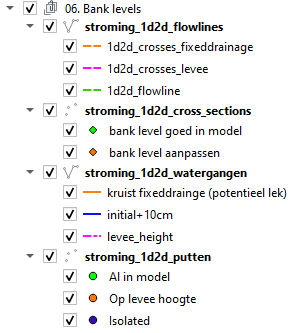 06. Bank levels
stroming_1d2d_flowlines
1d2d_crosses_fixeddrainage
1d2d_crosses_levee
1d2d_flowline
stroming_1d2d_cross_sections
bank level goed in model
bank level aanpassen
stroming_1d2d_watergangen
kruist fixeddrainge (potentieel lek)
initial+10cm
levee_height
stroming_1d2d_putten
Al in model
Op levee hoogte
Isolated